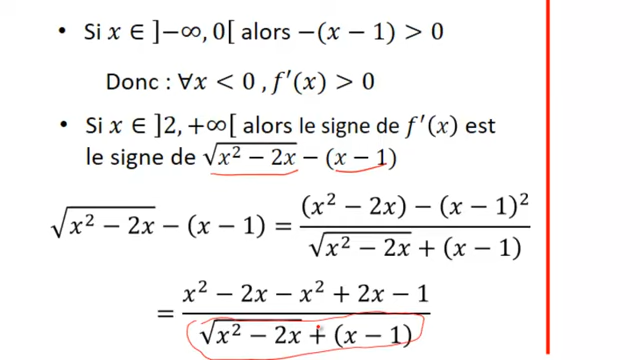 • Si x ∈ ]−∞, 0[ alors −(x − 1) > 0
Donc : ∀x < 0 , f′(x) > 0
• Si x ∈ ]2, +∞[ alors le signe de f′(x) est
le signe de √(x² − 2x) − (x − 1)
√(x² − 2x) − (x − 1) = ((x² − 2x) − (x − 1)²) / (√(x² − 2x) + (x − 1))
= (x² − 2x − x² + 2x − 1) / (√(x² − 2x) + (x − 1))